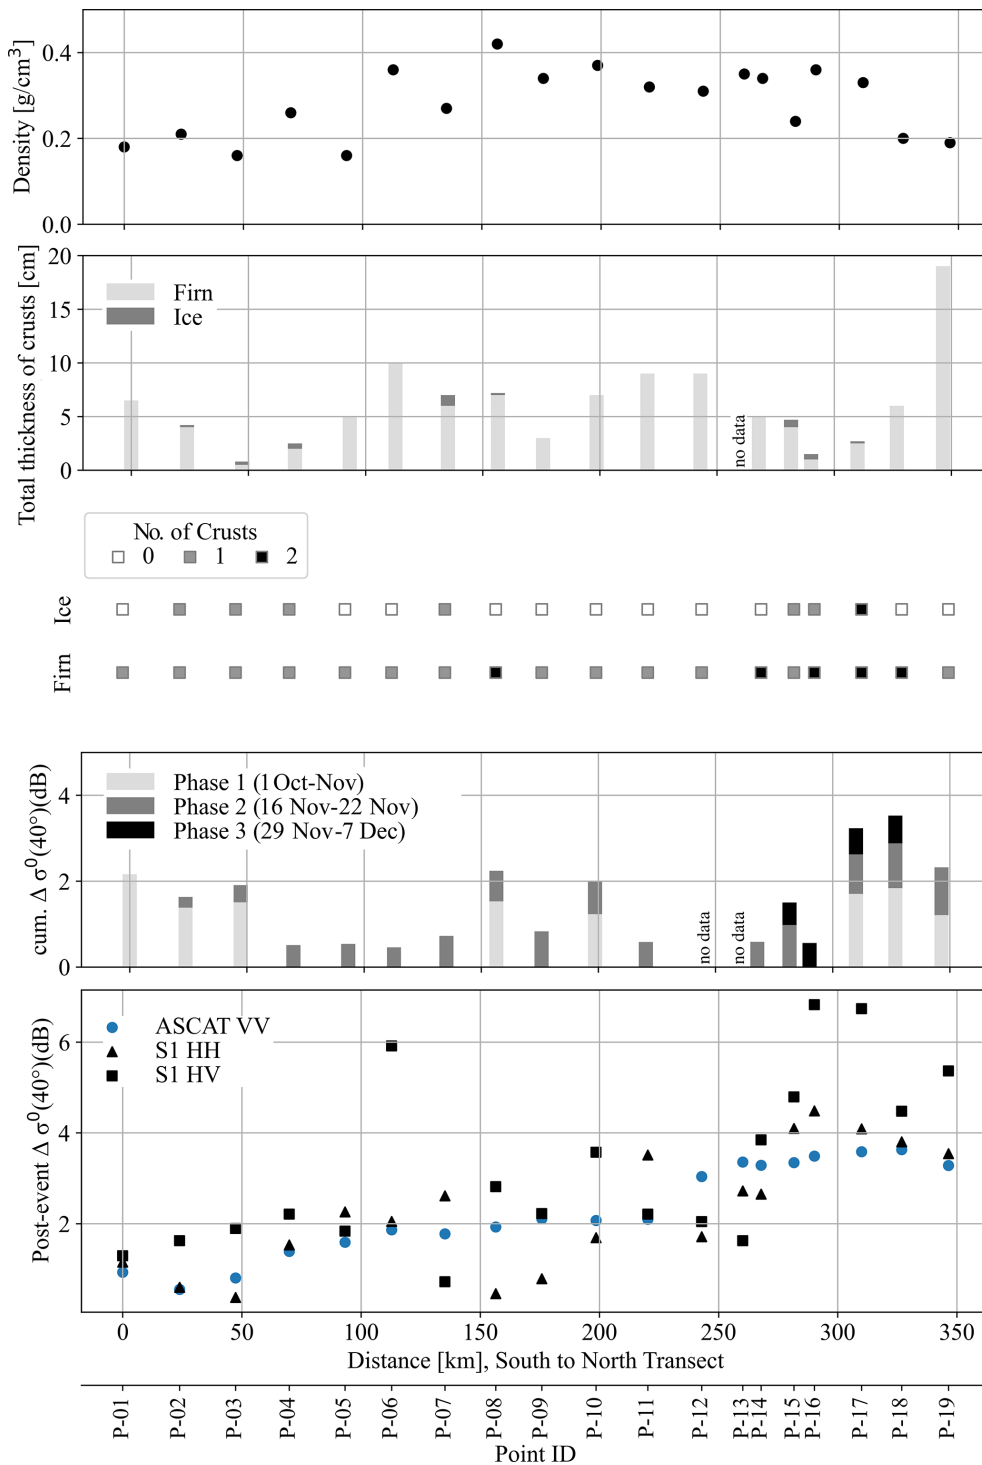 Density [g/cm³]
0.4
0.2
0.0
Total thickness of crusts [cm]
20
15
10
5
0
Firn
Ice
no data
No. of Crusts
0 1 2
Ice
Firn
cum. Δ σ⁰(40°)(dB)
4
2
0
Phase 1 (1Oct-Nov)
Phase 2 (16 Nov-22 Nov)
Phase 3 (29 Nov-7 Dec)
no data
no data
Post-event Δ σ⁰(40°)(dB)
6
4
2
ASCAT VV
S1 HH
S1 HV
0 50 100 150 200 250 300 350
Distance [km], South to North Transect
P-01 P-02 P-03 P-04 P-05 P-06 P-07 P-08 P-09 P-10 P-11 P-12 P-13 P-14 P-15 P-16 P-17 P-18 P-19
Point ID